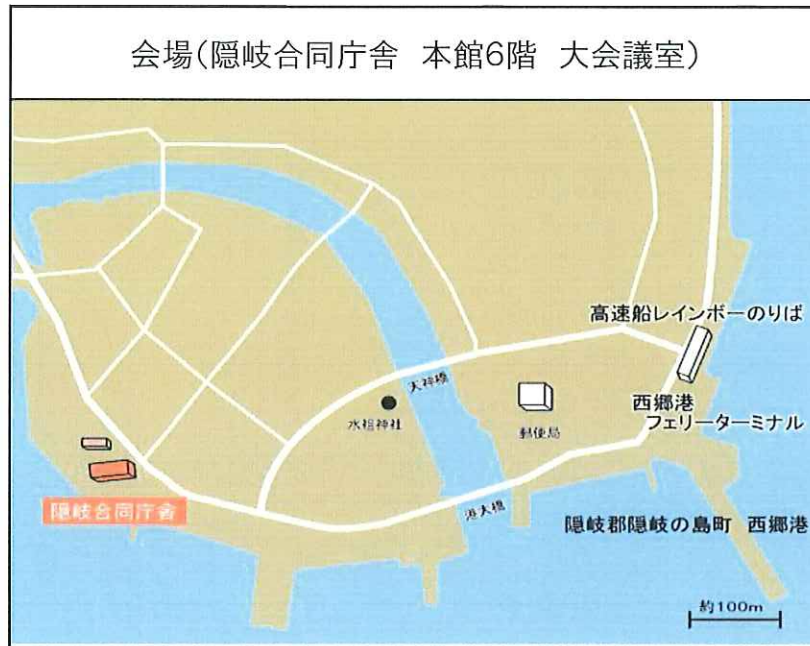 会場(隠岐合同庁舎 本館6階 大会議室)
高速船レインボーのりば
天神橋
水祖神社
郵便局
西郷港
フェリーターミナル
隠岐合同庁舎
港大橋
隠岐郡隠岐の島町 西郷港
約100m